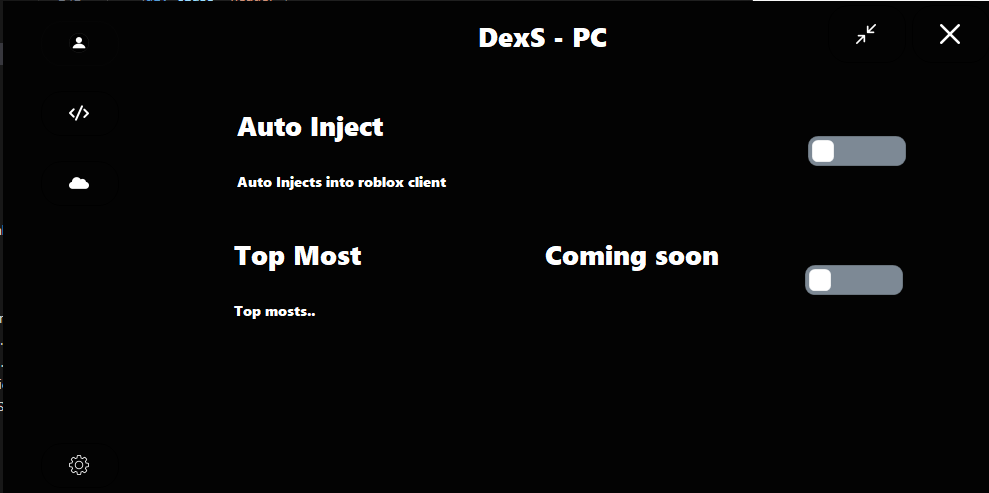 DexS - PC
Auto Inject
Auto Injects into roblox client
Top Most
Coming soon
Top mosts..